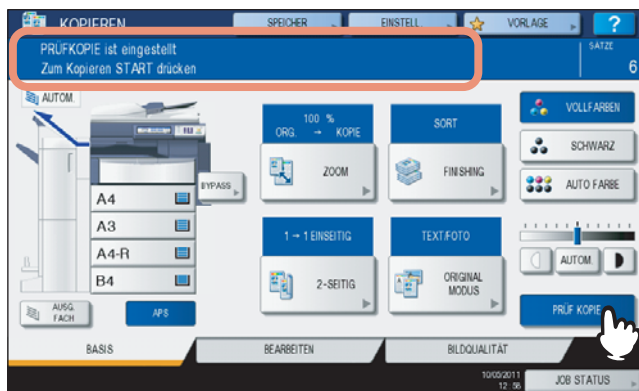 KOPIEREN
SPEICHER
EINSTELL.
VORLAGE
?
PRÜFKOPIE ist eingestellt
Zum Kopieren START drücken
SÄTZE
6
AUTOM.
100 %
ORG. → KOPIE
ZOOM
SORT
FINISHING
VOLLFARBEN
SCHWARZ
AUTO FARBE
BYPASS
A4
A3
A4-R
B4
1 → 1 EINSEITIG
2-SEITIG
TEXT/FOTO
ORIGINAL
MODUS
AUTOM.
AUSG.
FACH
APS
PRÜF KOPIE
BASIS
BEARBEITEN
BILDQUALITÄT
10/05/2011
12:56
JOB STATUS